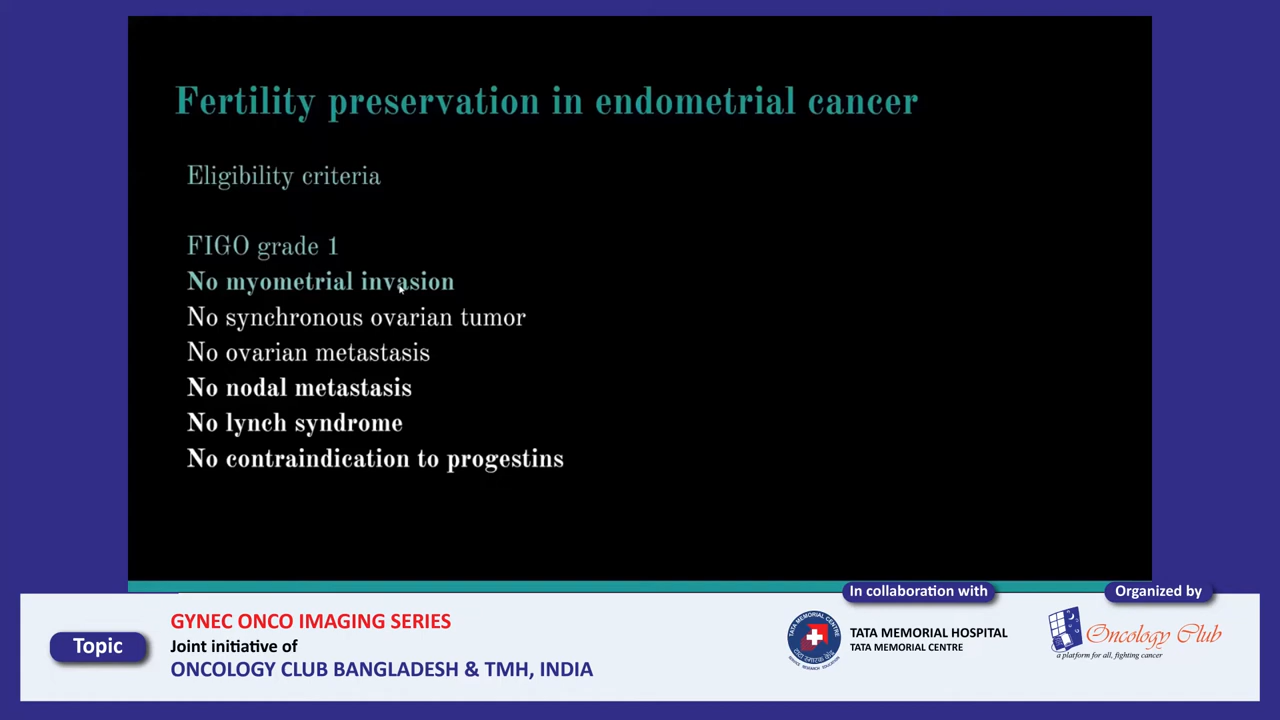 Fertility preservation in endometrial cancer
Eligibility criteria
FIGO grade 1
No myometrial invasion
No synchronous ovarian tumor
No ovarian metastasis
No nodal metastasis
No lynch syndrome
No contraindication to progestins
Topic
GYNEC ONCO IMAGING SERIES
Joint initiative of
ONCOLOGY CLUB BANGLADESH & TMH, INDIA
In collaboration with
TATA MEMORIAL HOSPITAL
TATA MEMORIAL CENTRE
Organized by
Oncology Club
a platform for all, fighting cancer